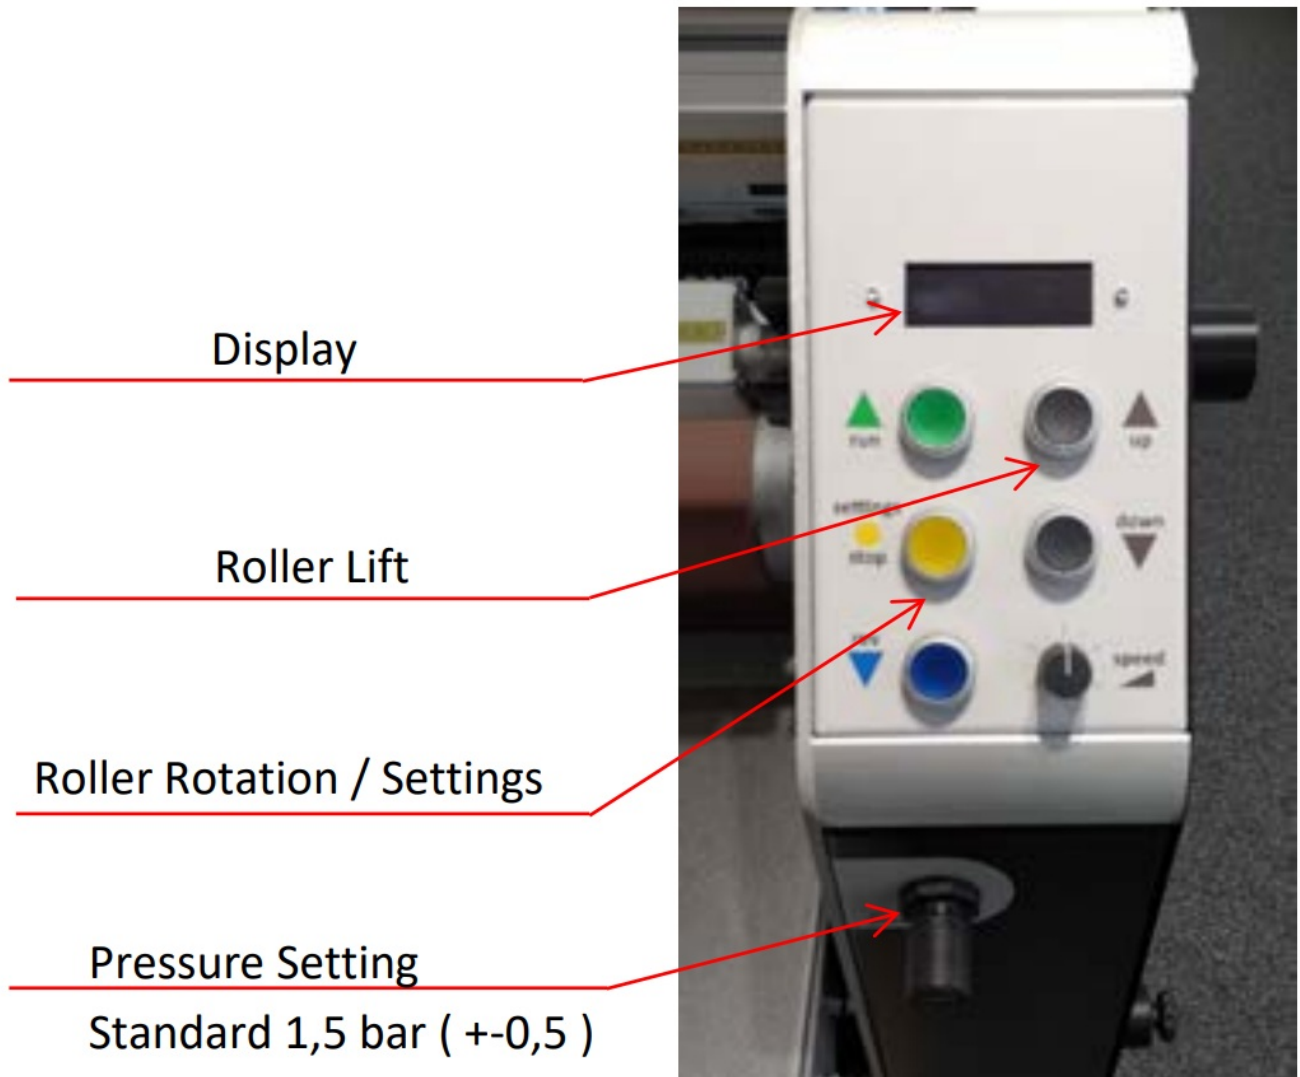 Display
run
up
settings
stop
down
Roller Lift
rev
speed
Roller Rotation / Settings
Pressure Setting
Standard 1,5 bar ( +-0,5 )